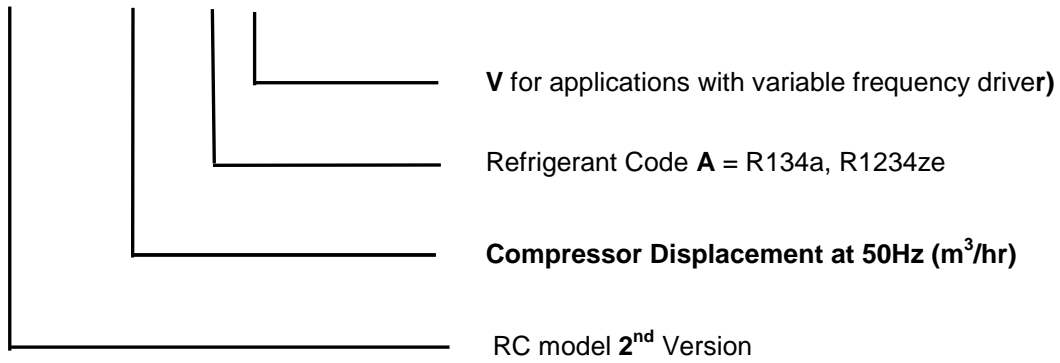 V for applications with variable frequency driver)
Refrigerant Code A = R134a, R1234ze
Compressor Displacement at 50Hz (m³/hr)
RC model 2ⁿᵈ Version